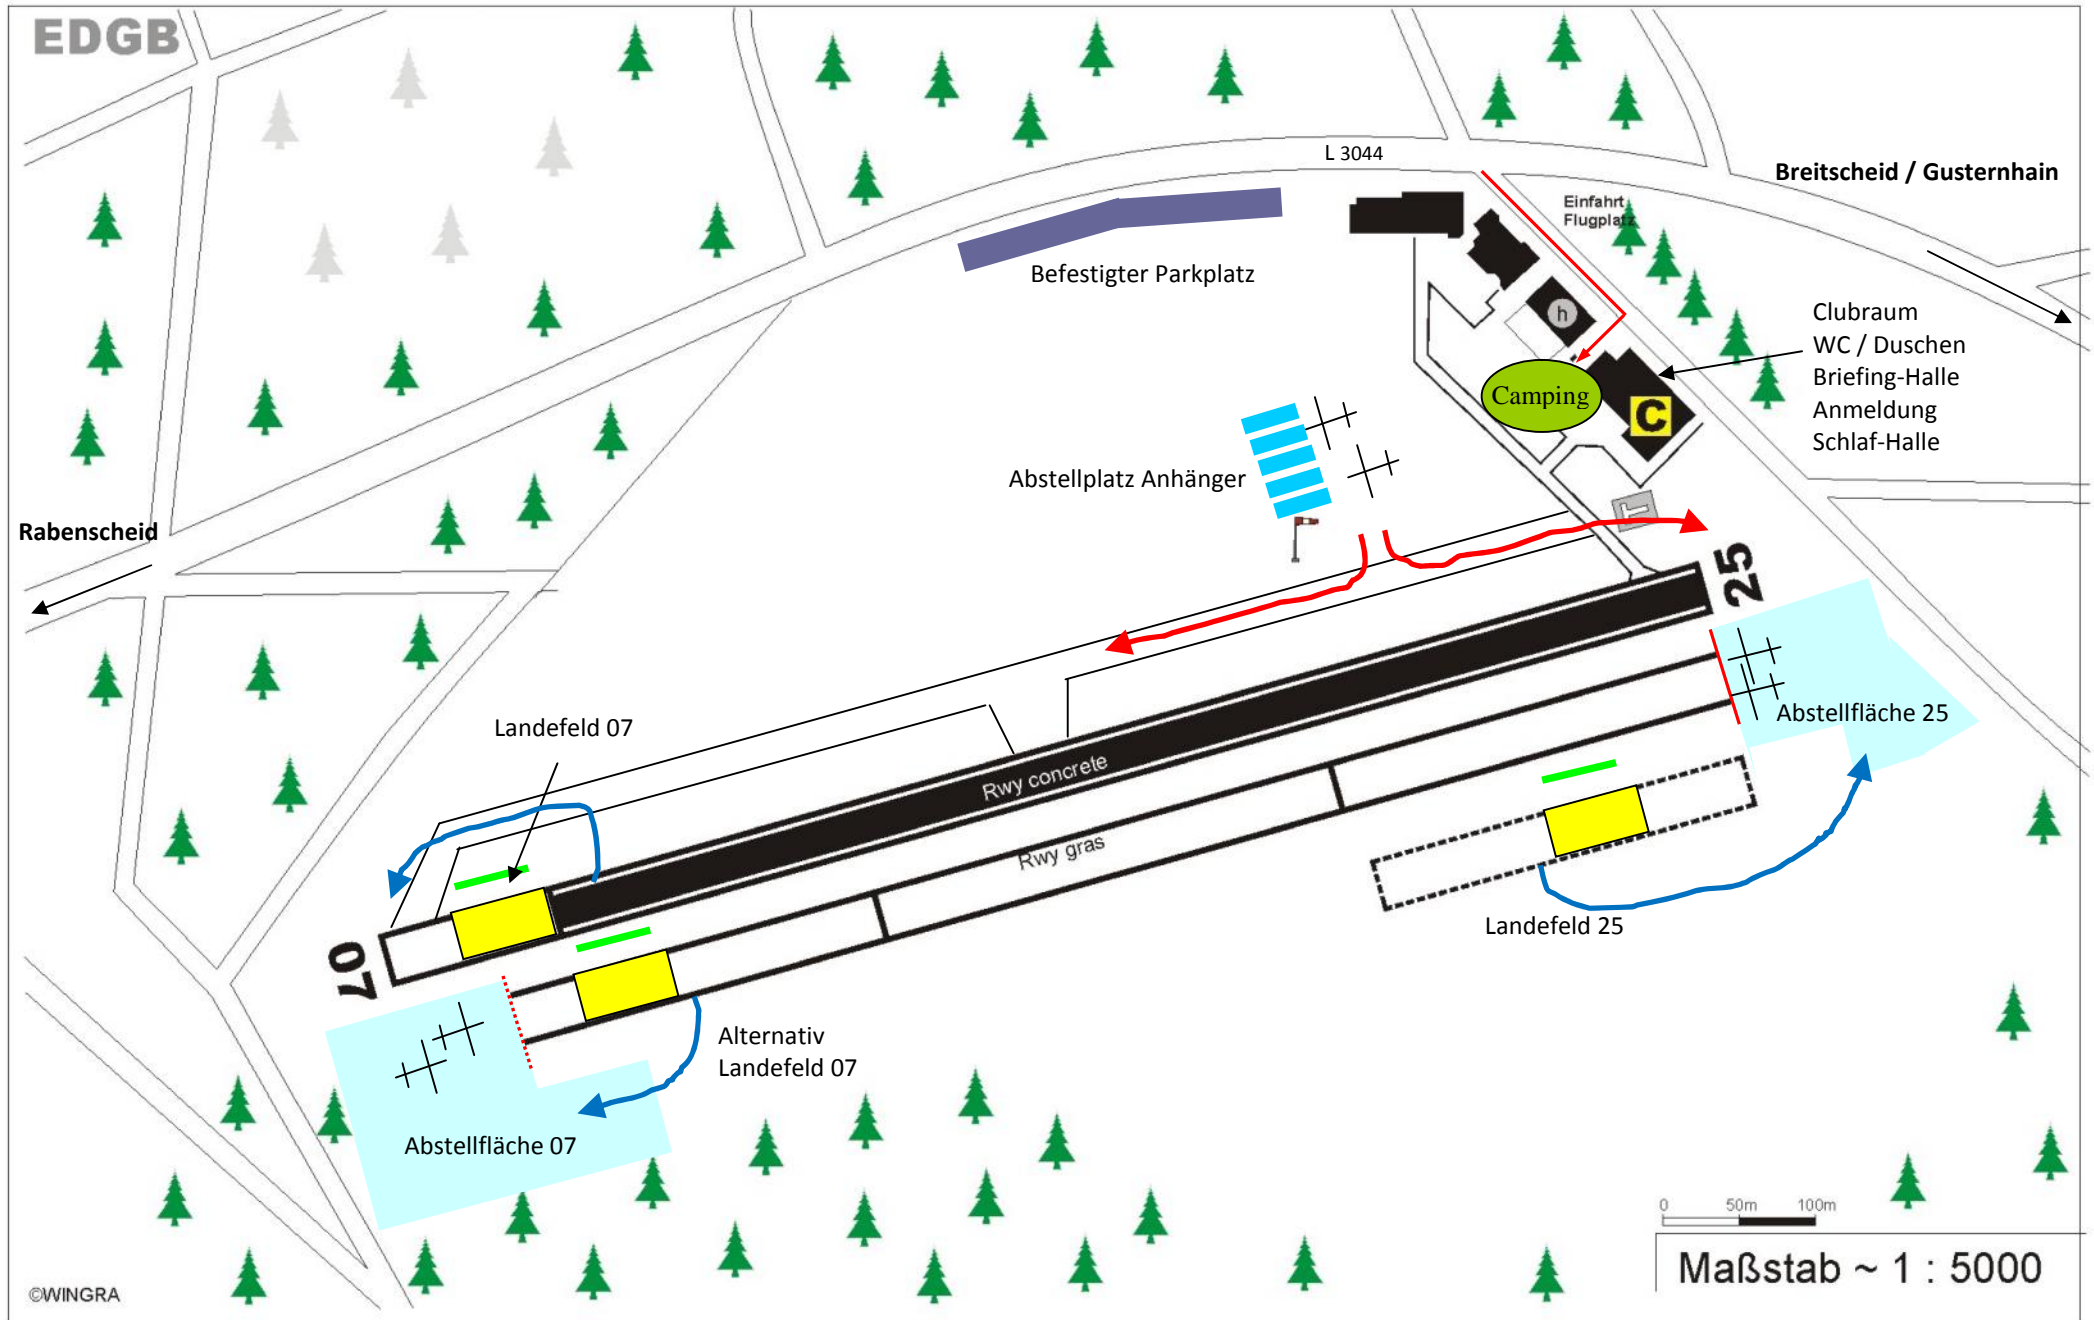 EDGB
L 3044
Breitscheid / Gusternhain
Einfahrt
Flugplatz
Befestigter Parkplatz
h
Clubraum
WC / Duschen
Briefing-Halle
Anmeldung
Schlaf-Halle
Camping
C
Abstellplatz Anhänger
T
Rabenscheid
25
Landefeld 07
Abstellfläche 25
Rwy concrete
Rwy gras
Landefeld 25
07
Alternativ
Landefeld 07
Abstellfläche 07
0 50m 100m
Maßstab ~ 1 : 5000
©WINGRA